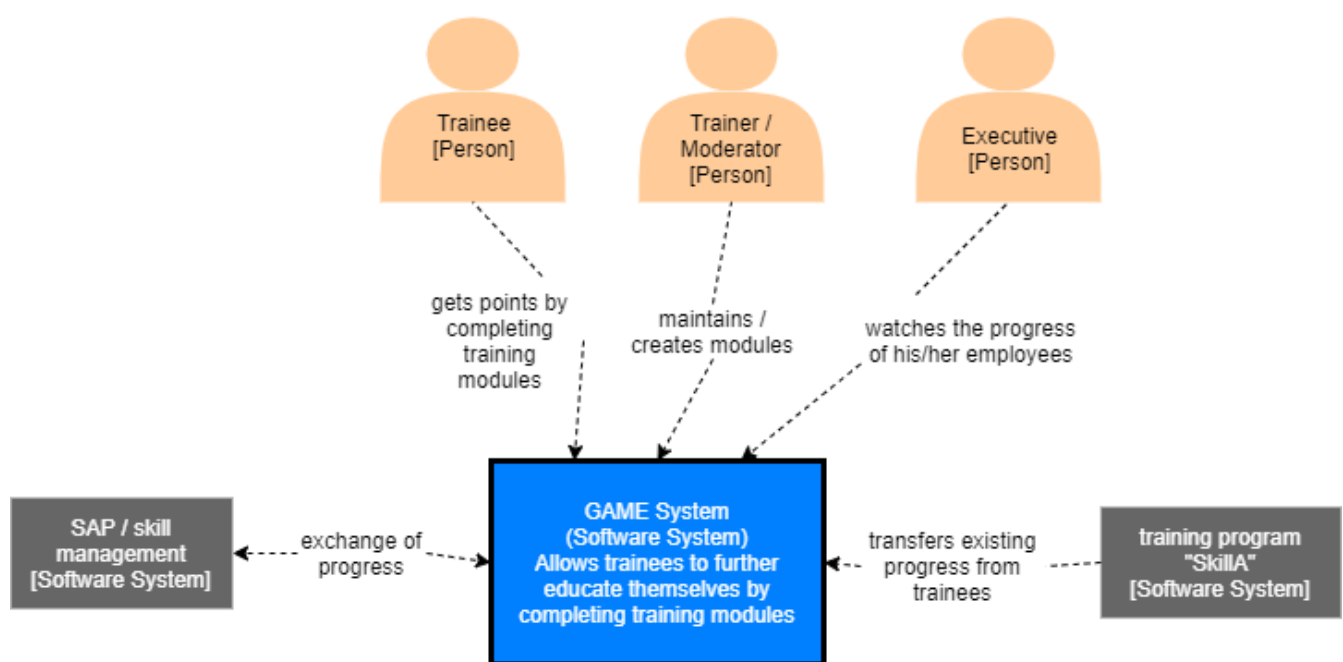 Trainee
[Person]
Trainer /
Moderator
[Person]
Executive
[Person]
gets points by
completing
training
modules
maintains /
creates modules
watches the progress
of his/her employees
SAP / skill
management
[Software System]
exchange of
progress
GAME System
(Software System)
Allows trainees to further
educate themselves by
completing training modules
transfers existing
progress from
trainees
training program
"SkillA"
[Software System]